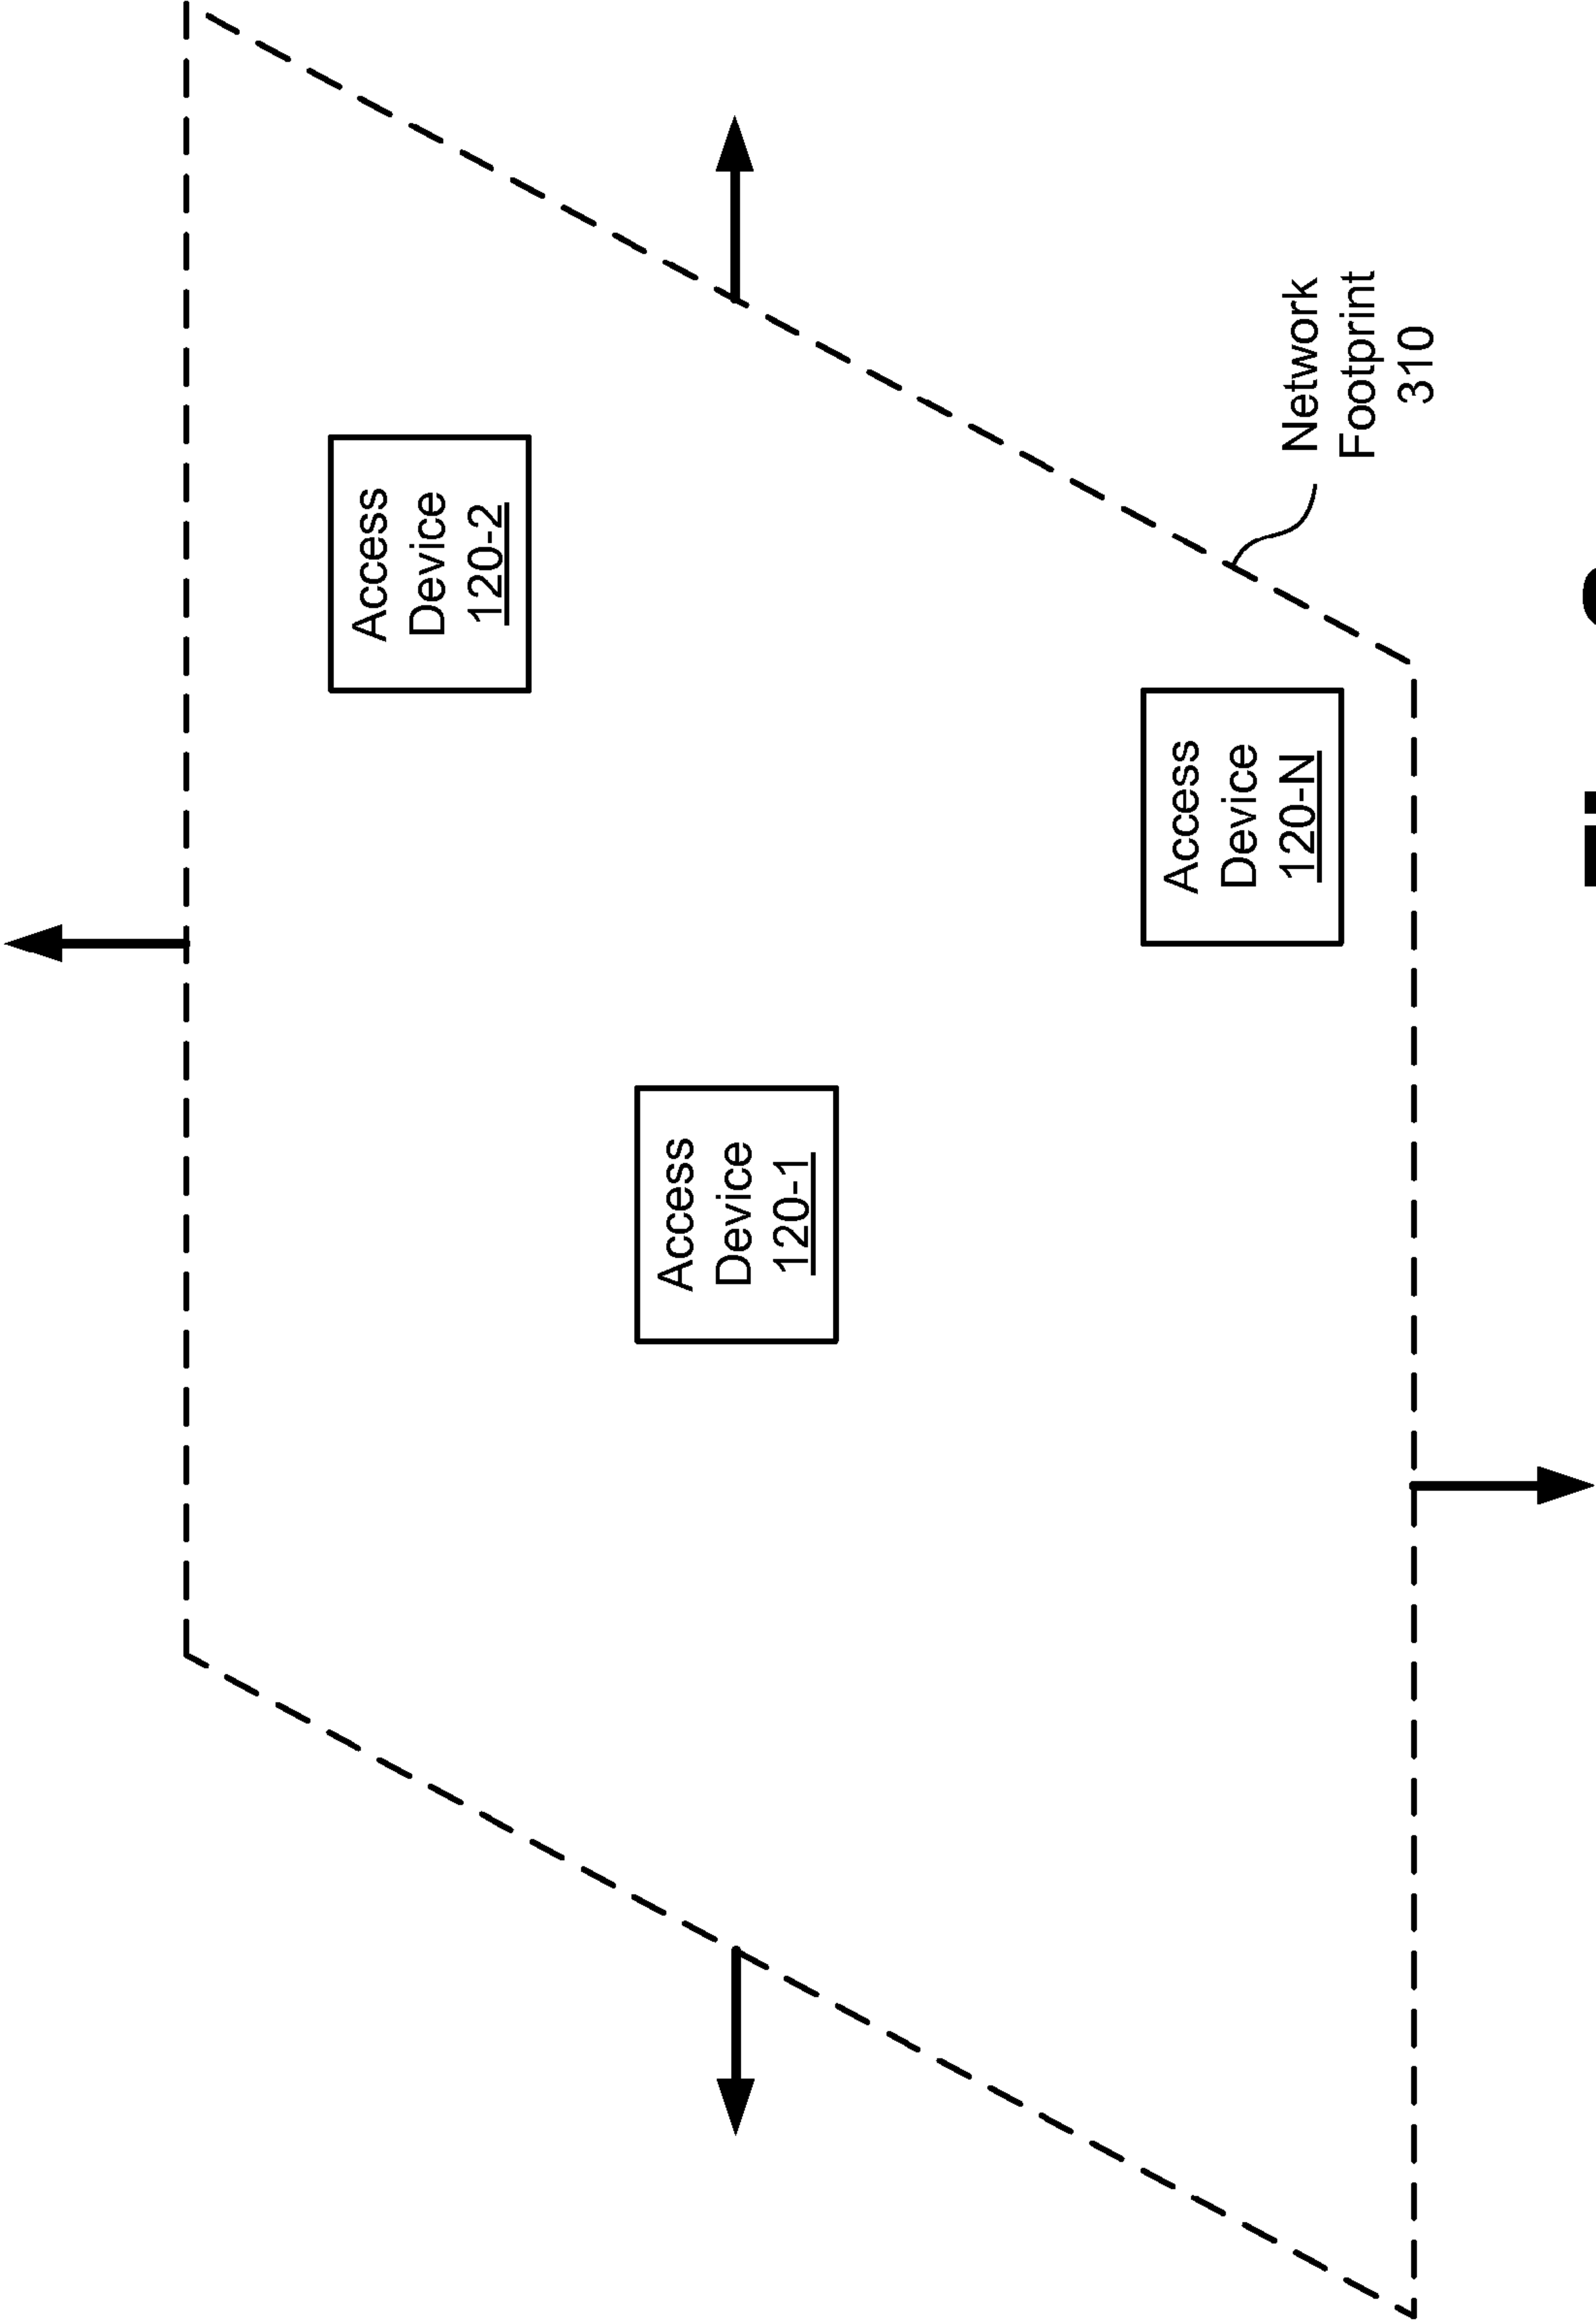 Access
Device
120-2
Access
Device
120-1
Access
Device
120-N
Network
Footprint
310